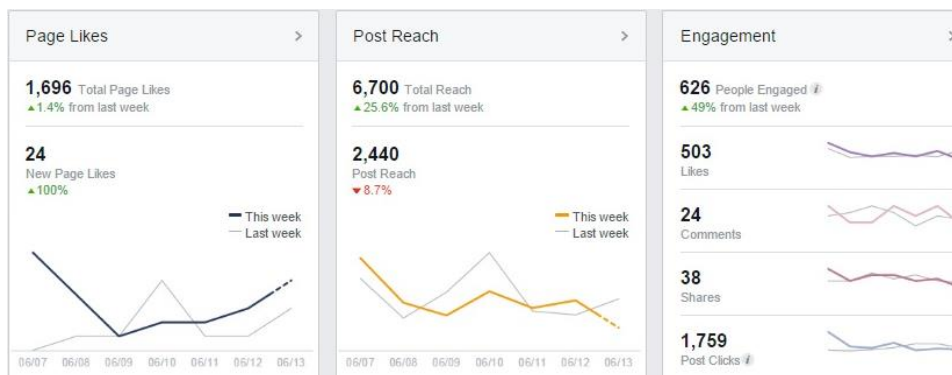 Page Likes
1,696 Total Page Likes
▲1.4% from last week
24
New Page Likes
▲100%
This week
Last week
06/07 06/08 06/09 06/10 06/11 06/12 06/13
Post Reach
6,700 Total Reach
▲25.6% from last week
2,440
Post Reach
▼8.7%
This week
Last week
06/07 06/08 06/09 06/10 06/11 06/12 06/13
Engagement
626 People Engaged i
▲49% from last week
503
Likes
24
Comments
38
Shares
1,759
Post Clicks i